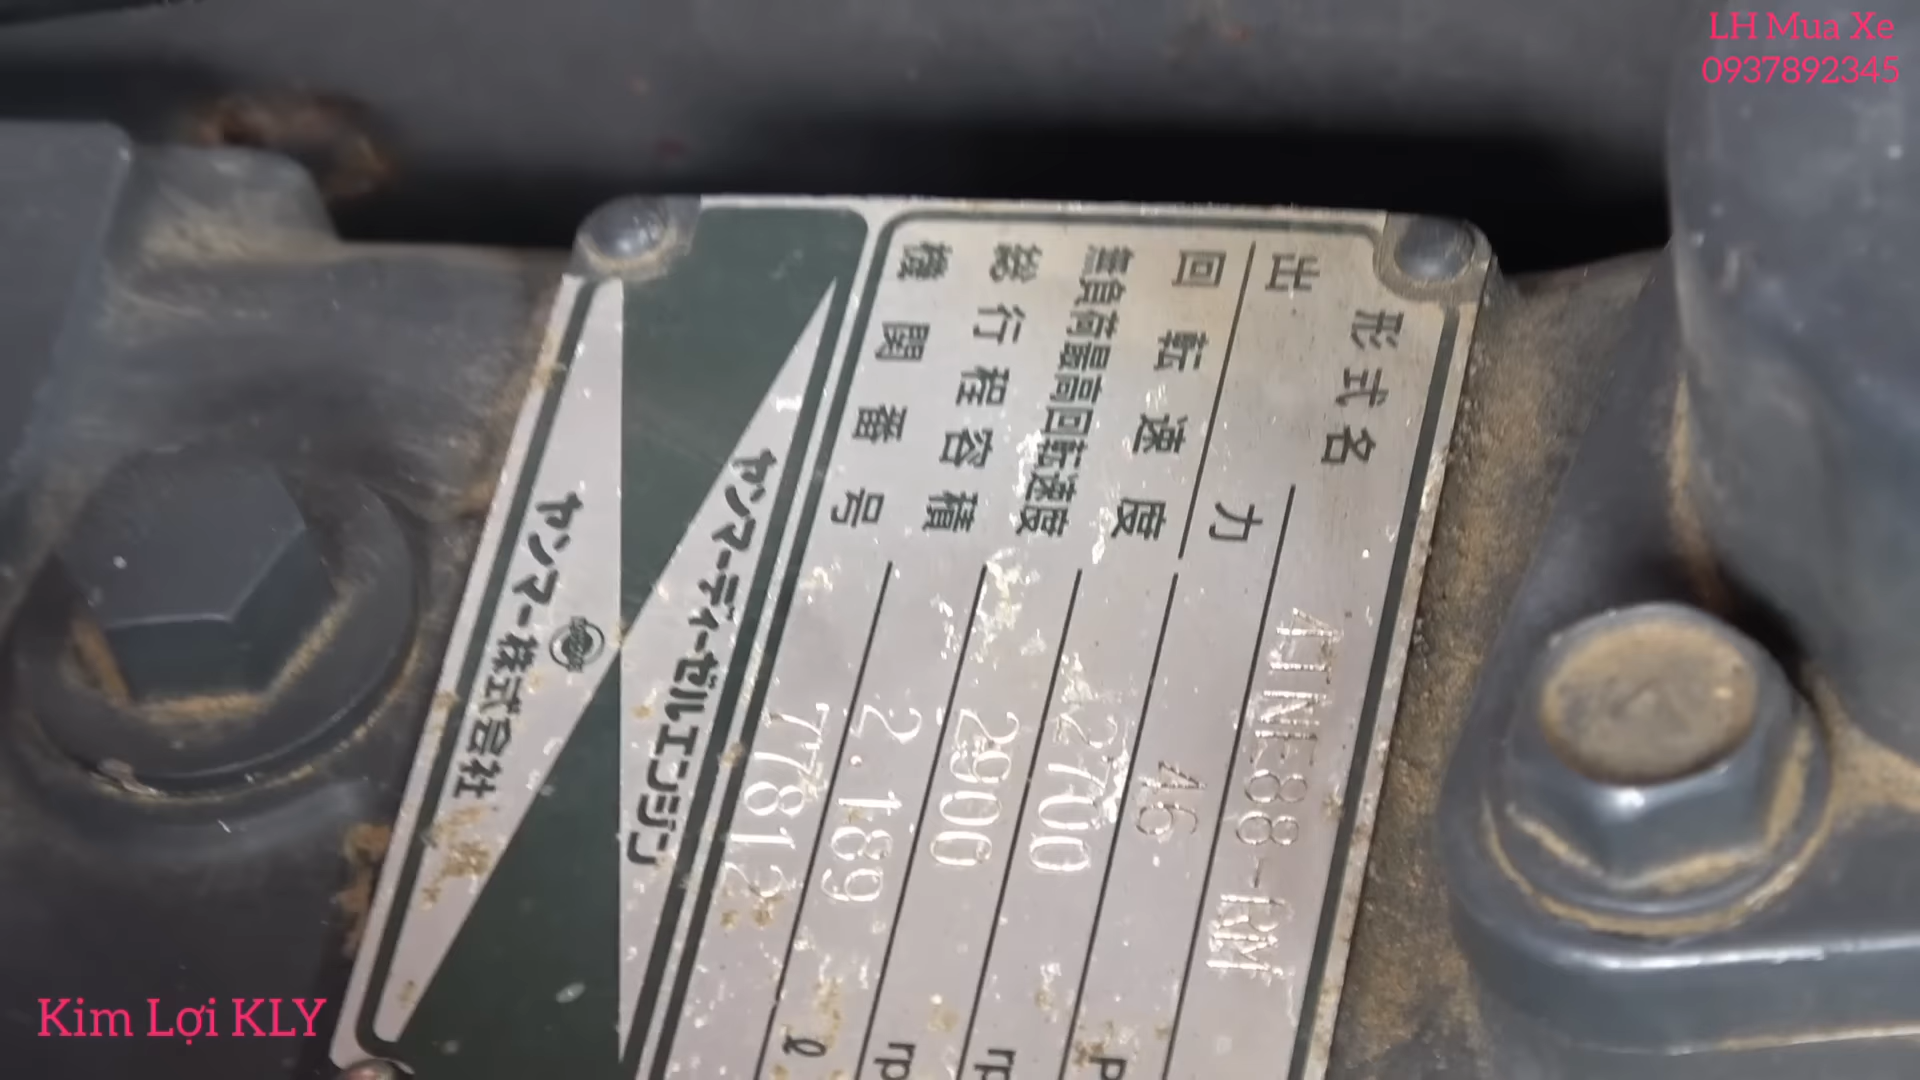 LH Mua Xe
0937892345
形式名 4TNE88-RM
出力 46 P
回転速度 2700 rp
無負荷最高回転速度 2900 rp
総行程容積 2.189 ℓ
機関番号 77812
ヤンマーディーゼルエンジン
ヤンマー株式会社
Kim Lợi KLY